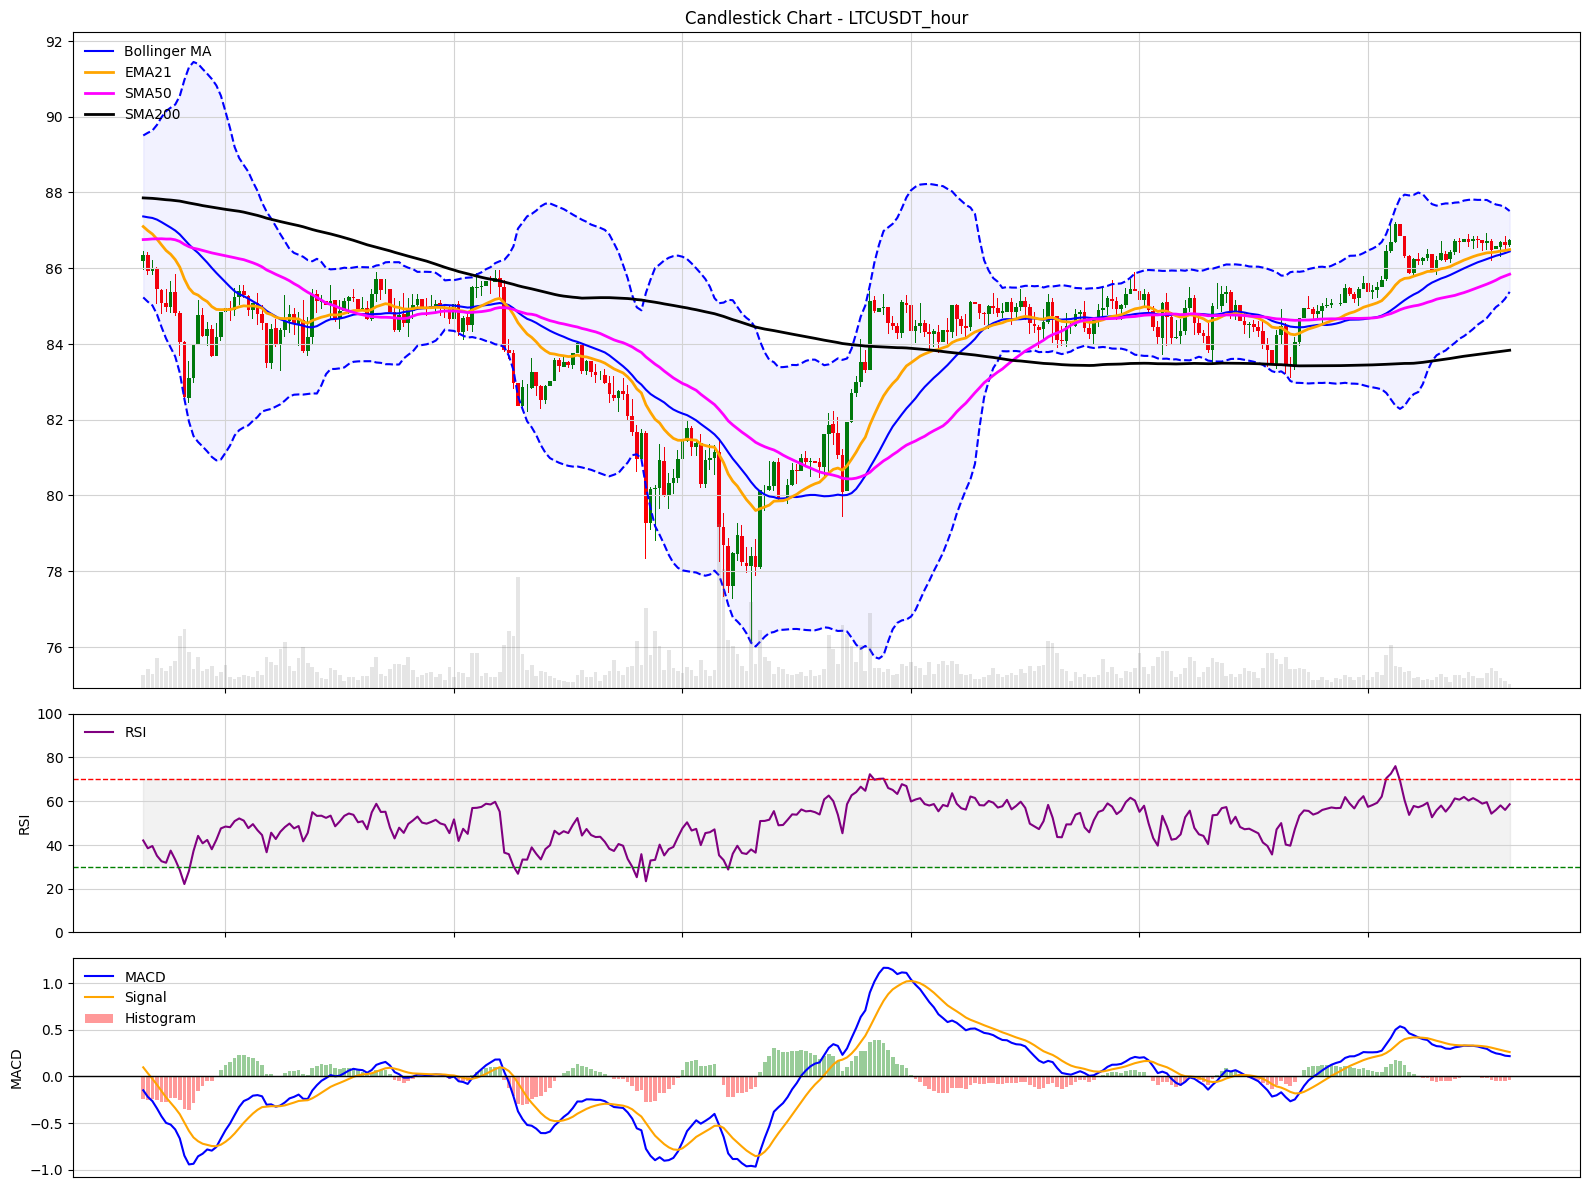 Candlestick Chart - LTCUSDT_hour
92
90
88
86
84
82
80
78
76
Bollinger MA
EMA21
SMA50
SMA200
100
80
60
40
20
0
RSI
RSI
1.0
0.5
0.0
−0.5
−1.0
MACD
MACD
Signal
Histogram